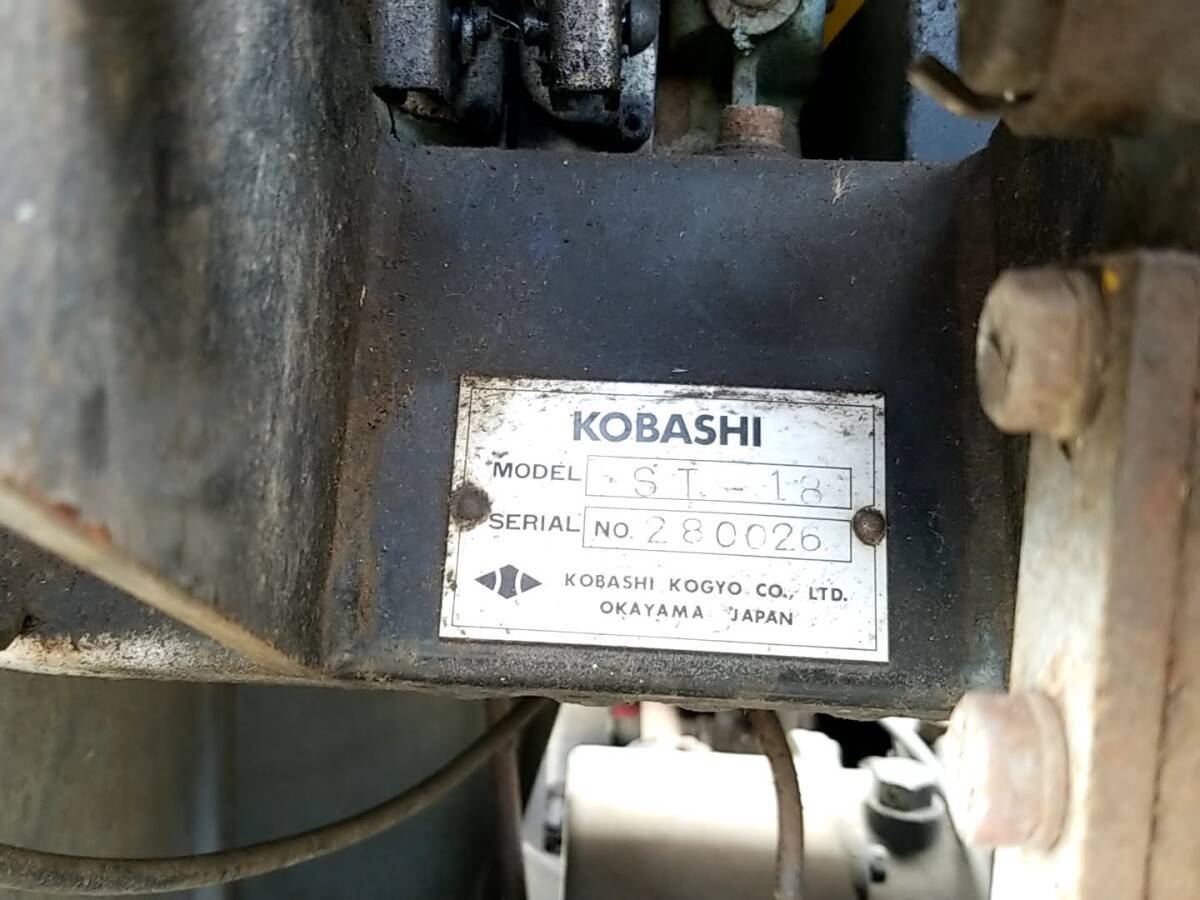 KOBASHI
MODEL ST-18
SERIAL NO. 280026
KOBASHI KOGYO CO., LTD.
OKAYAMA JAPAN